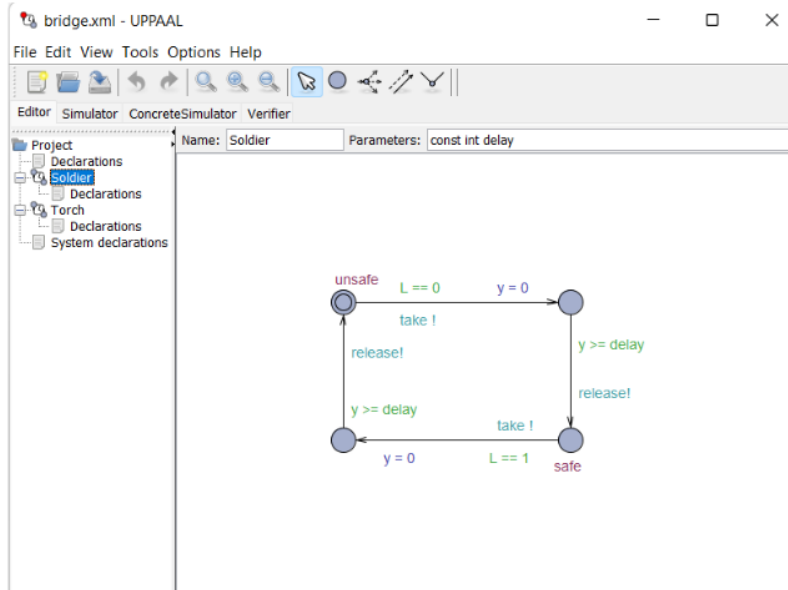 bridge.xml - UPPAAL
File Edit View Tools Options Help
Editor Simulator ConcreteSimulator Verifier
Name: Soldier Parameters: const int delay
Project
Declarations
Soldier
Declarations
Torch
Declarations
System declarations
unsafe
L == 0 y = 0
take !
release!
y >= delay
release!
y >= delay
take !
y = 0 L == 1
safe